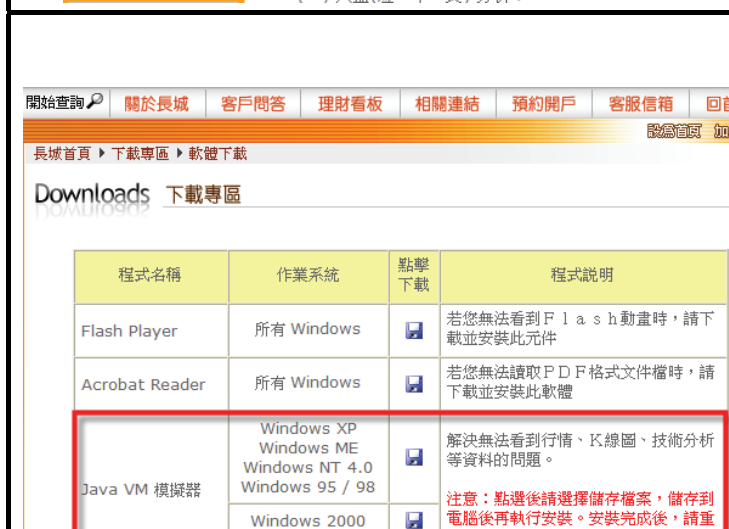 開始查詢 關於長城 客戶問答 理財看板 相關連結 預約開戶 客服信箱
設為首頁
長城首頁 ▶ 下載專區 ▶ 軟體下載
Downloads 下載專區
程式名稱 作業系統 點擊下載 程式說明
Flash Player 所有 Windows 若您無法看到Ｆｌａｓｈ動畫時，請下
載並安裝此元件
Acrobat Reader 所有 Windows 若您無法讀取ＰＤＦ格式文件檔時，請
下載並安裝此軟體
Java VM 模擬器
Windows XP
Windows ME
Windows NT 4.0
Windows 95 / 98
解決無法看到行情、Ｋ線圖、技術分析
等資料的問題。
注意：點選後請選擇儲存檔案，儲存到
電腦後再執行安裝。安裝完成後，請重
Windows 2000